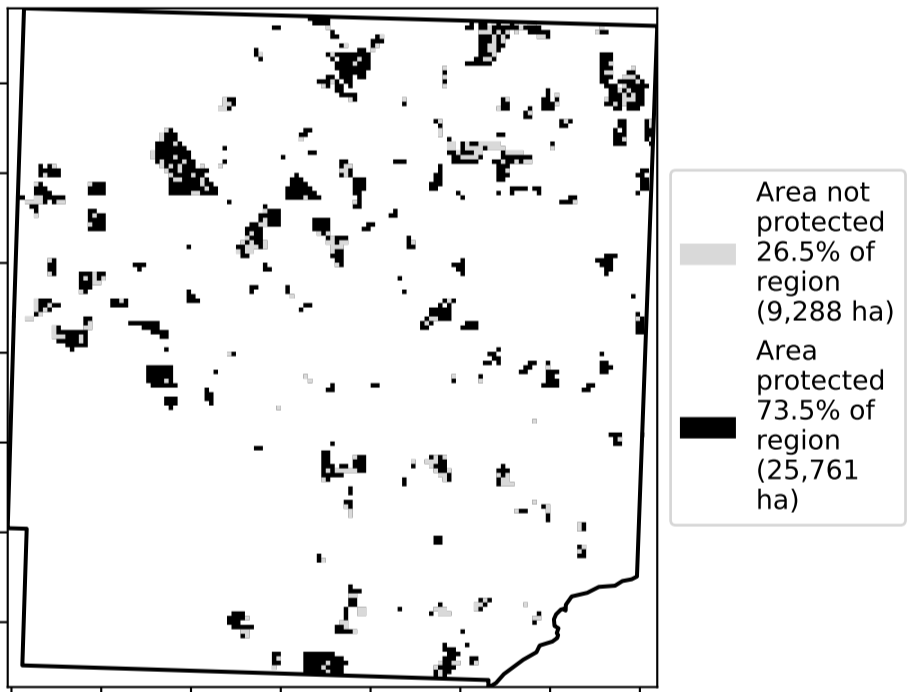 Area not
protected
26.5% of
region
(9,288 ha)
Area
protected
73.5% of
region
(25,761
ha)